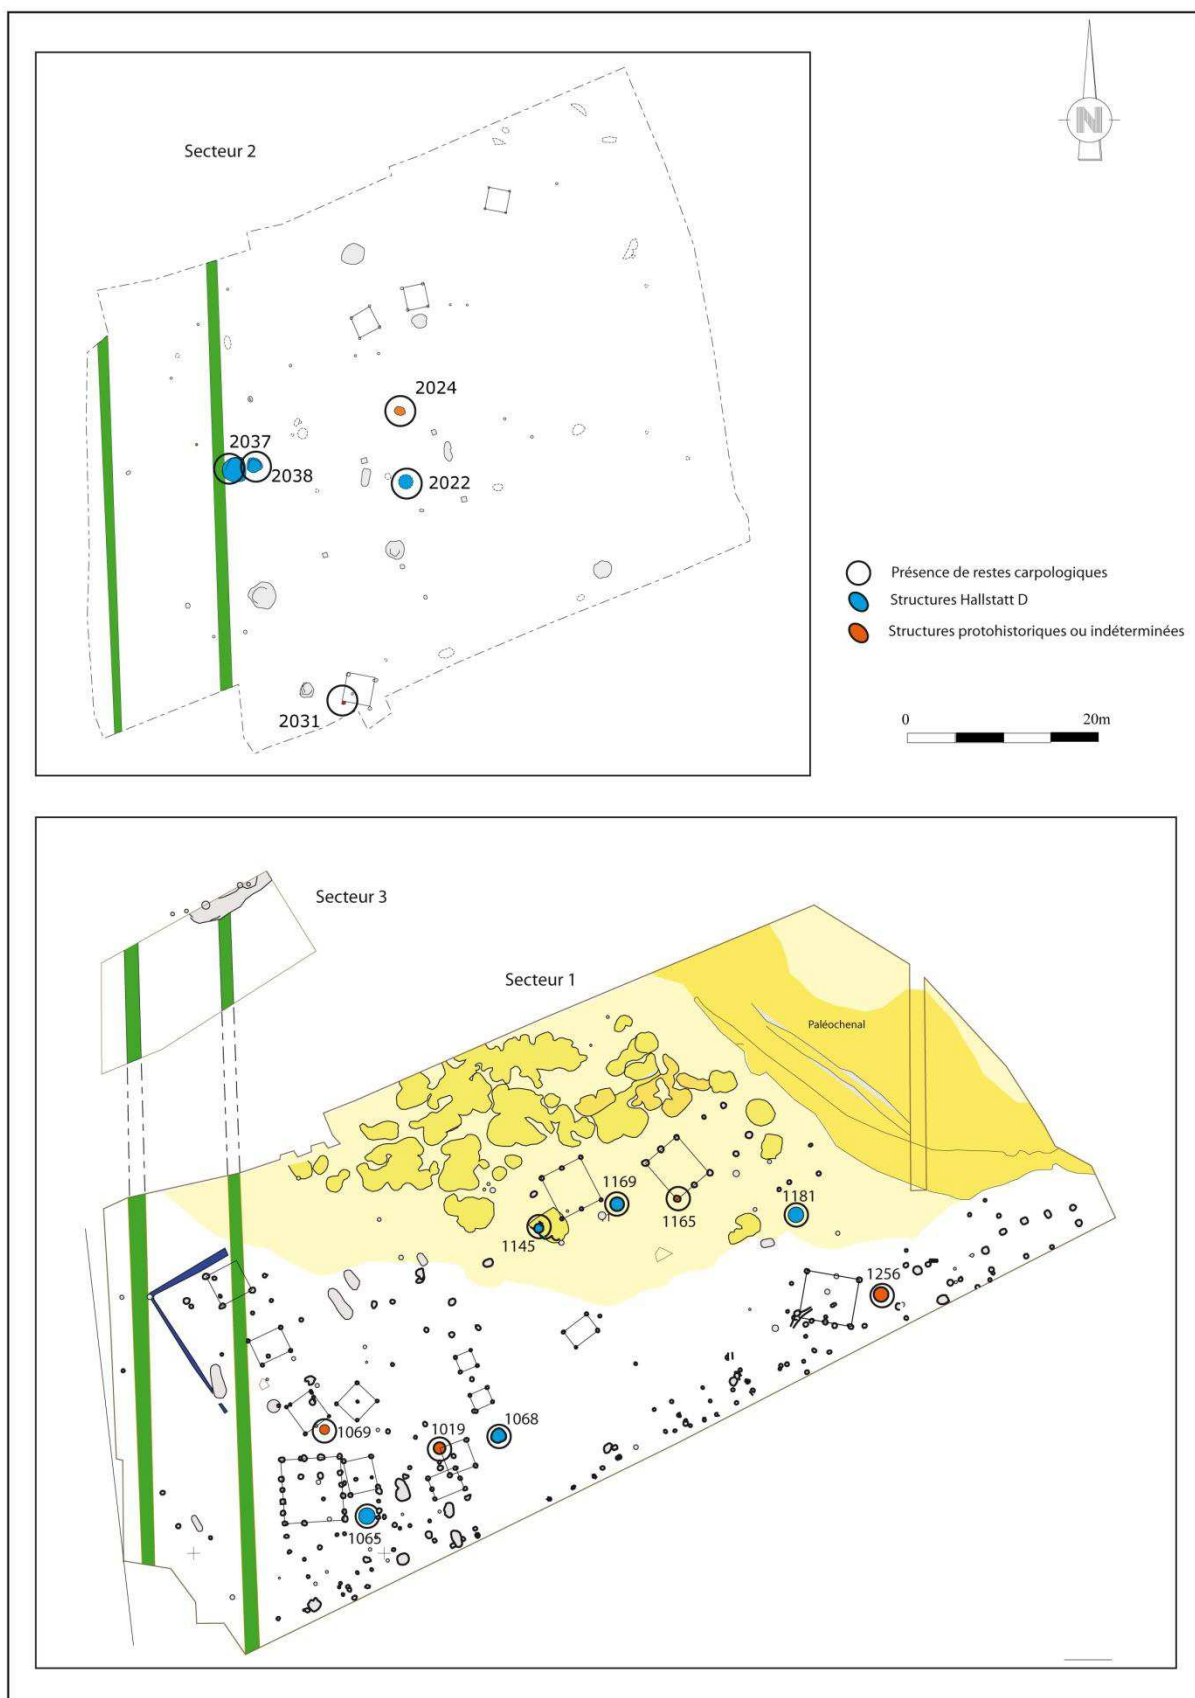 N
Secteur 2
2024
2037
2038
2022
2031
Présence de restes carpologiques
Structures Hallstatt D
Structures protohistoriques ou indéterminées
0 20m
Secteur 3
Secteur 1
Paléochenal
1169
1165
1181
1145
1256
1069
1019
1068
1065